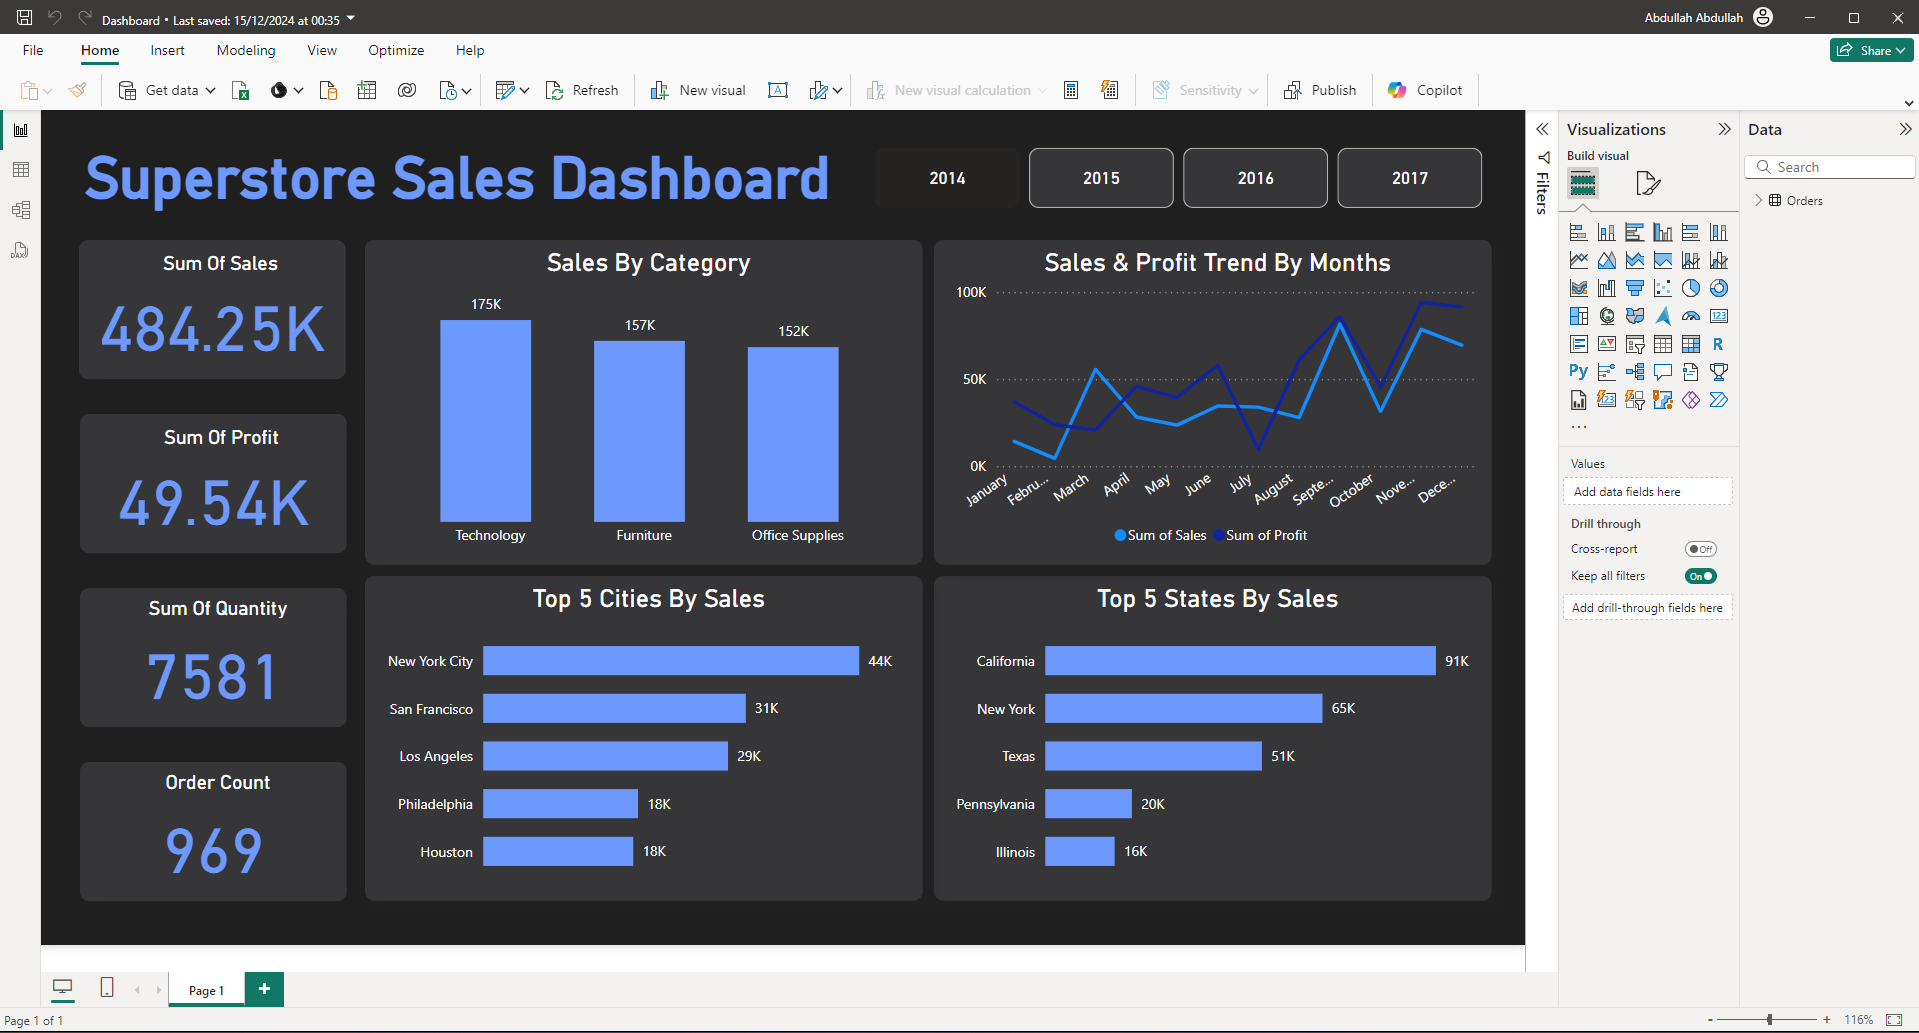 Dashboard • Last saved: 15/12/2024 at 00:35
Abdullah Abdullah
File Home Insert Modeling View Optimize Help
Share
Get data
Refresh
New visual
New visual calculation
Sensitivity
Publish
Copilot
Superstore Sales Dashboard
2014 2015 2016 2017
Sum Of Sales
484.25K
Sum Of Profit
49.54K
Sum Of Quantity
7581
Order Count
969
Sales By Category
175K
157K
152K
Technology Furniture Office Supplies
Sales & Profit Trend By Months
100K
50K
0K
January Febru... March April May June July August Septe... October Nove... Dece...
Sum of Sales Sum of Profit
Top 5 Cities By Sales
New York City 44K
San Francisco 31K
Los Angeles 29K
Philadelphia 18K
Houston 18K
Top 5 States By Sales
California 91K
New York 65K
Texas 51K
Pennsylvania 20K
Illinois 16K
Filters
Visualizations
Build visual
123
R
Py
123
...
Values
Add data fields here
Drill through
Cross-report Off
Keep all filters On
Add drill-through fields here
Data
Search
Orders
DAX
Page 1
+
Page 1 of 1
- + 116%